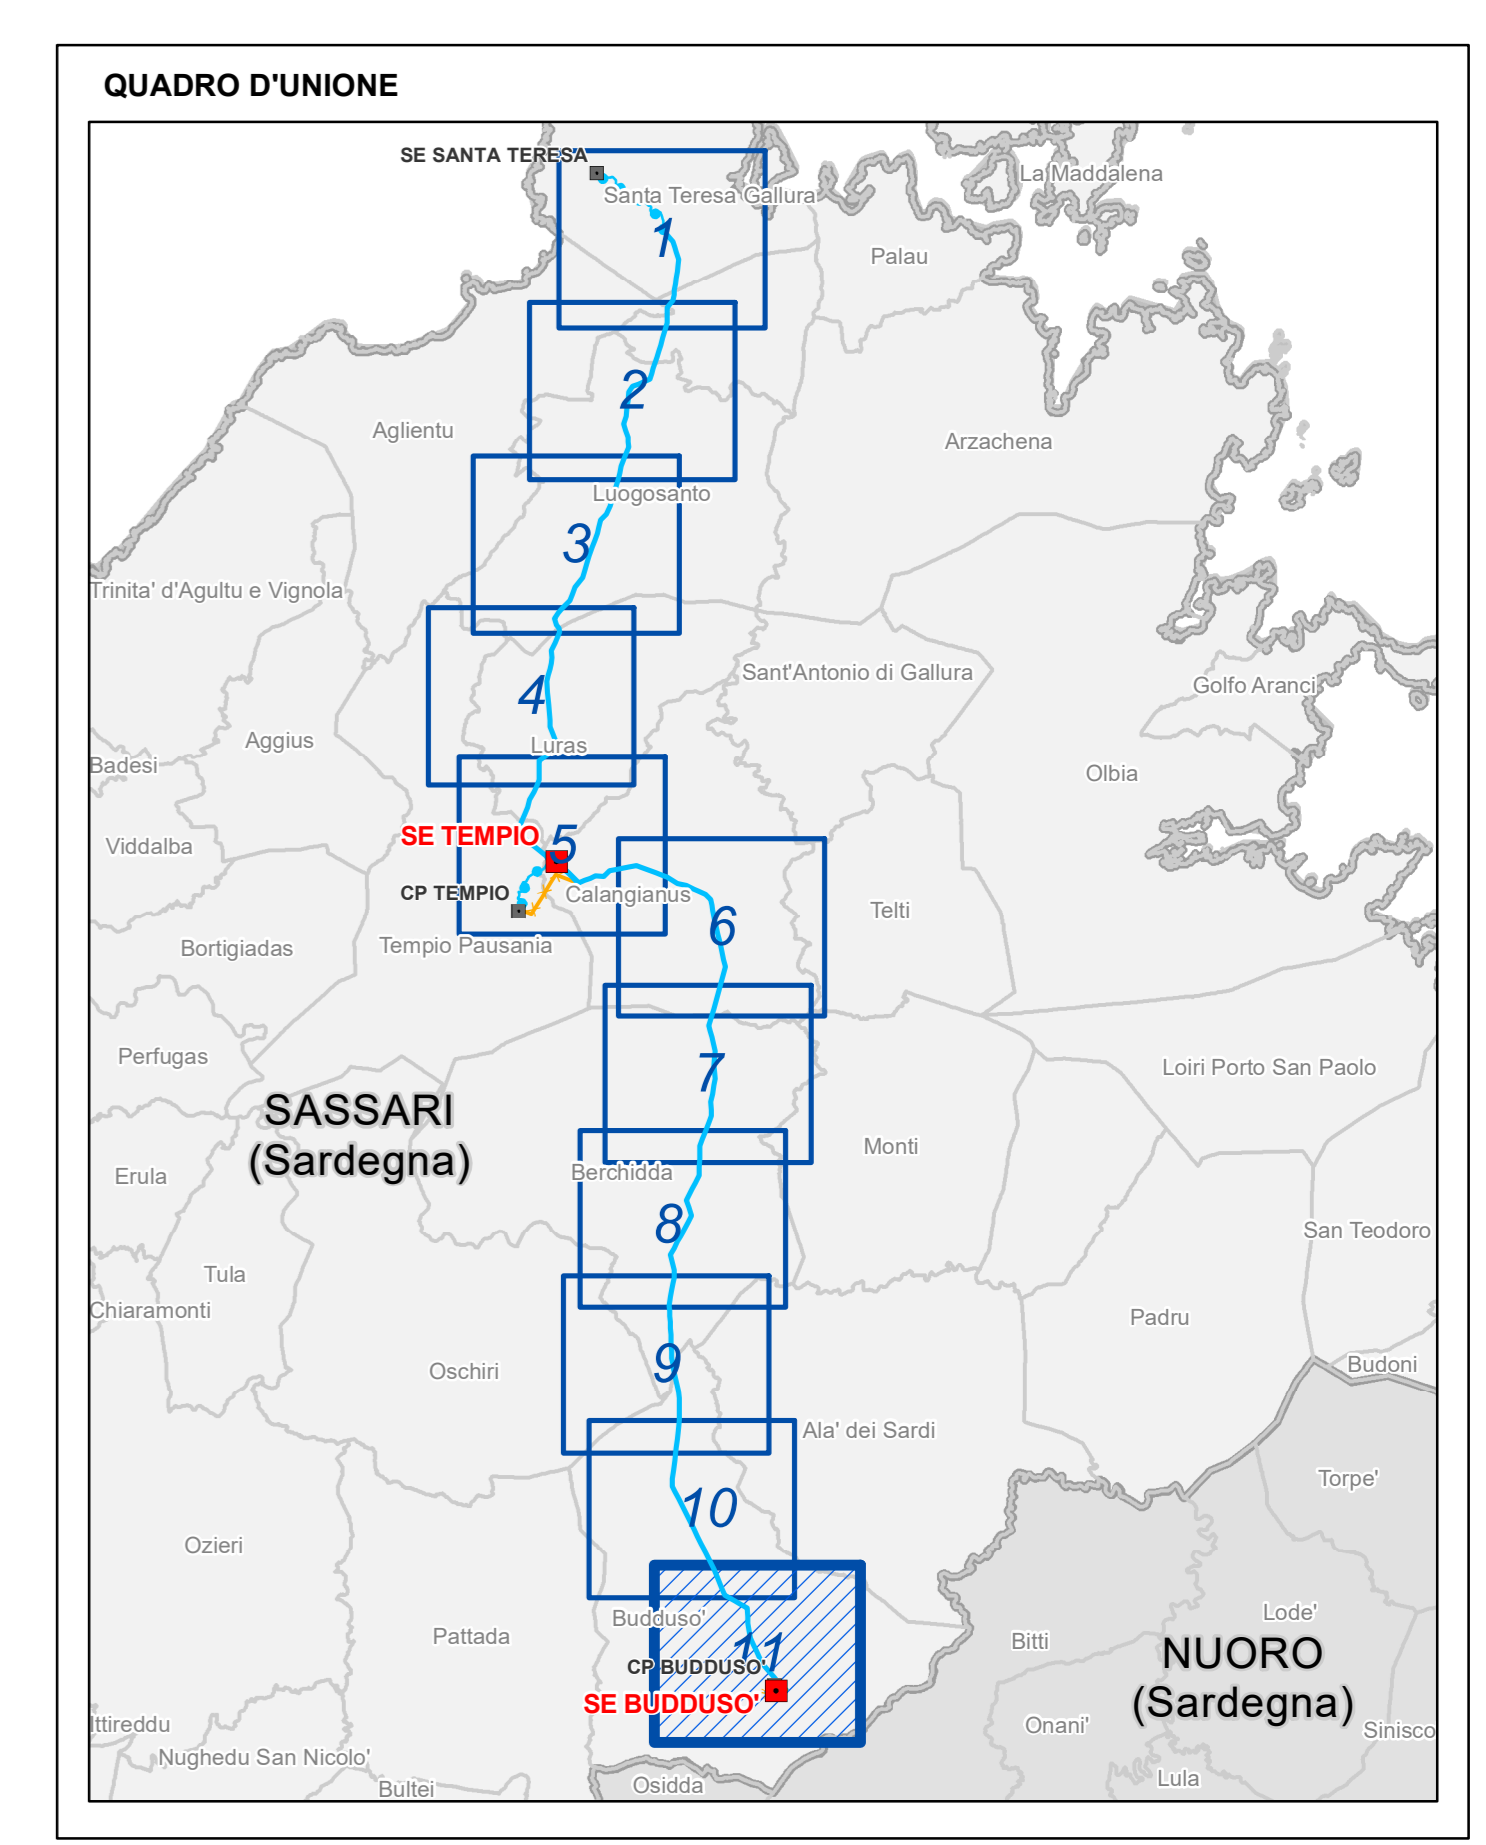 QUADRO D'UNIONE
SE SANTA TERESA
La Maddalena
Santa Teresa Gallura
1
Palau
2
Aglientu
Arzachena
Luogosanto
3
Trinita' d'Agultu e Vignola
Sant'Antonio di Gallura
Golfo Aranci
4
Aggius
Luras
Badesi
Olbia
SE TEMPIO
5
Viddalba
CP TEMPIO
Calangianus
Telti
6
Tempio Pausania
Bortigiadas
Perfugas
Loiri Porto San Paolo
7
SASSARI
(Sardegna)
Monti
Berchidda
Erula
8
San Teodoro
Tula
Chiaramonti
Padru
9
Budoni
Oschiri
Ala' dei Sardi
Torpe'
10
Ozieri
Budduso'
Lode'
Pattada
Bitti
11
NUORO
(Sardegna)
CP BUDDUSO'
SE BUDDUSO'
Ittireddu
Onani'
Sinisco
Nughedu San Nicolo'
Lula
Bultei
Osidda